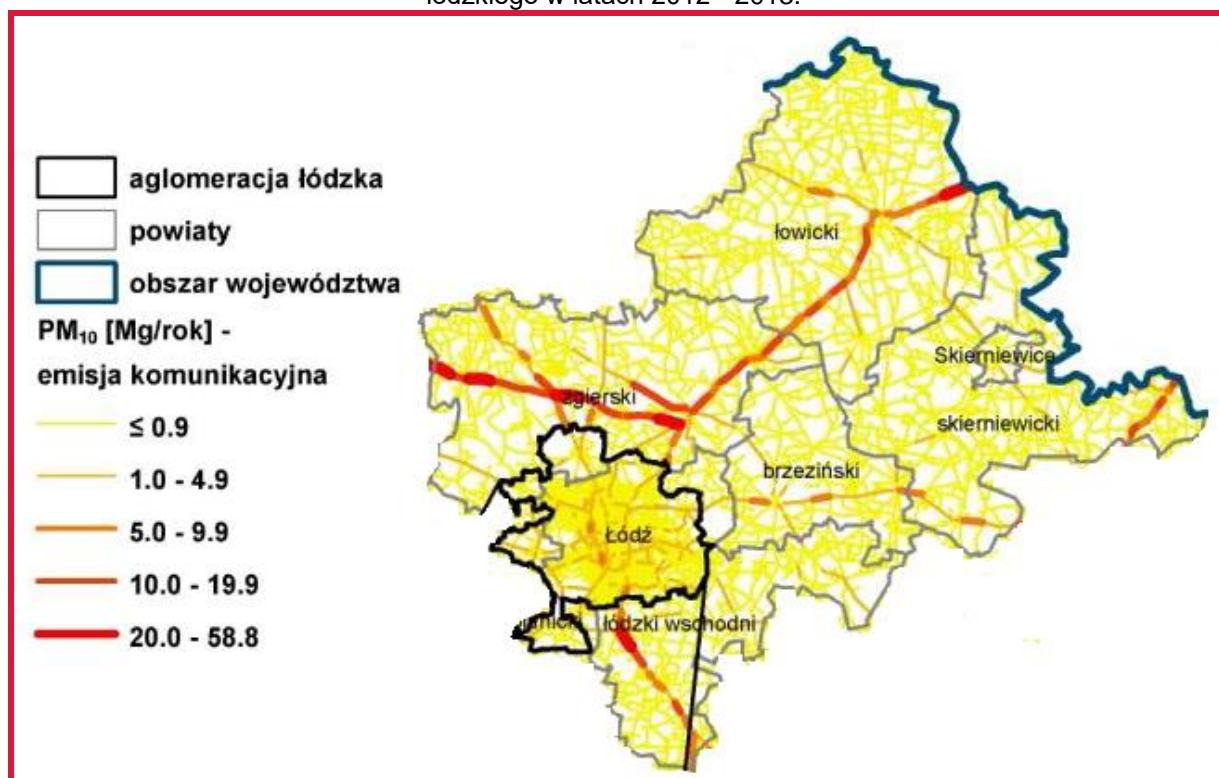 łódzkiego w latach 2012 - 2018.
aglomeracja łódzka
powiaty
obszar województwa
PM₁₀ [Mg/rok] -
emisja komunikacyjna
≤ 0.9
1.0 - 4.9
5.0 - 9.9
10.0 - 19.9
20.0 - 58.8
łowicki
Skierniewice
zgierski
skierniewicki
brzeziński
Łódź
łódzki wschodni